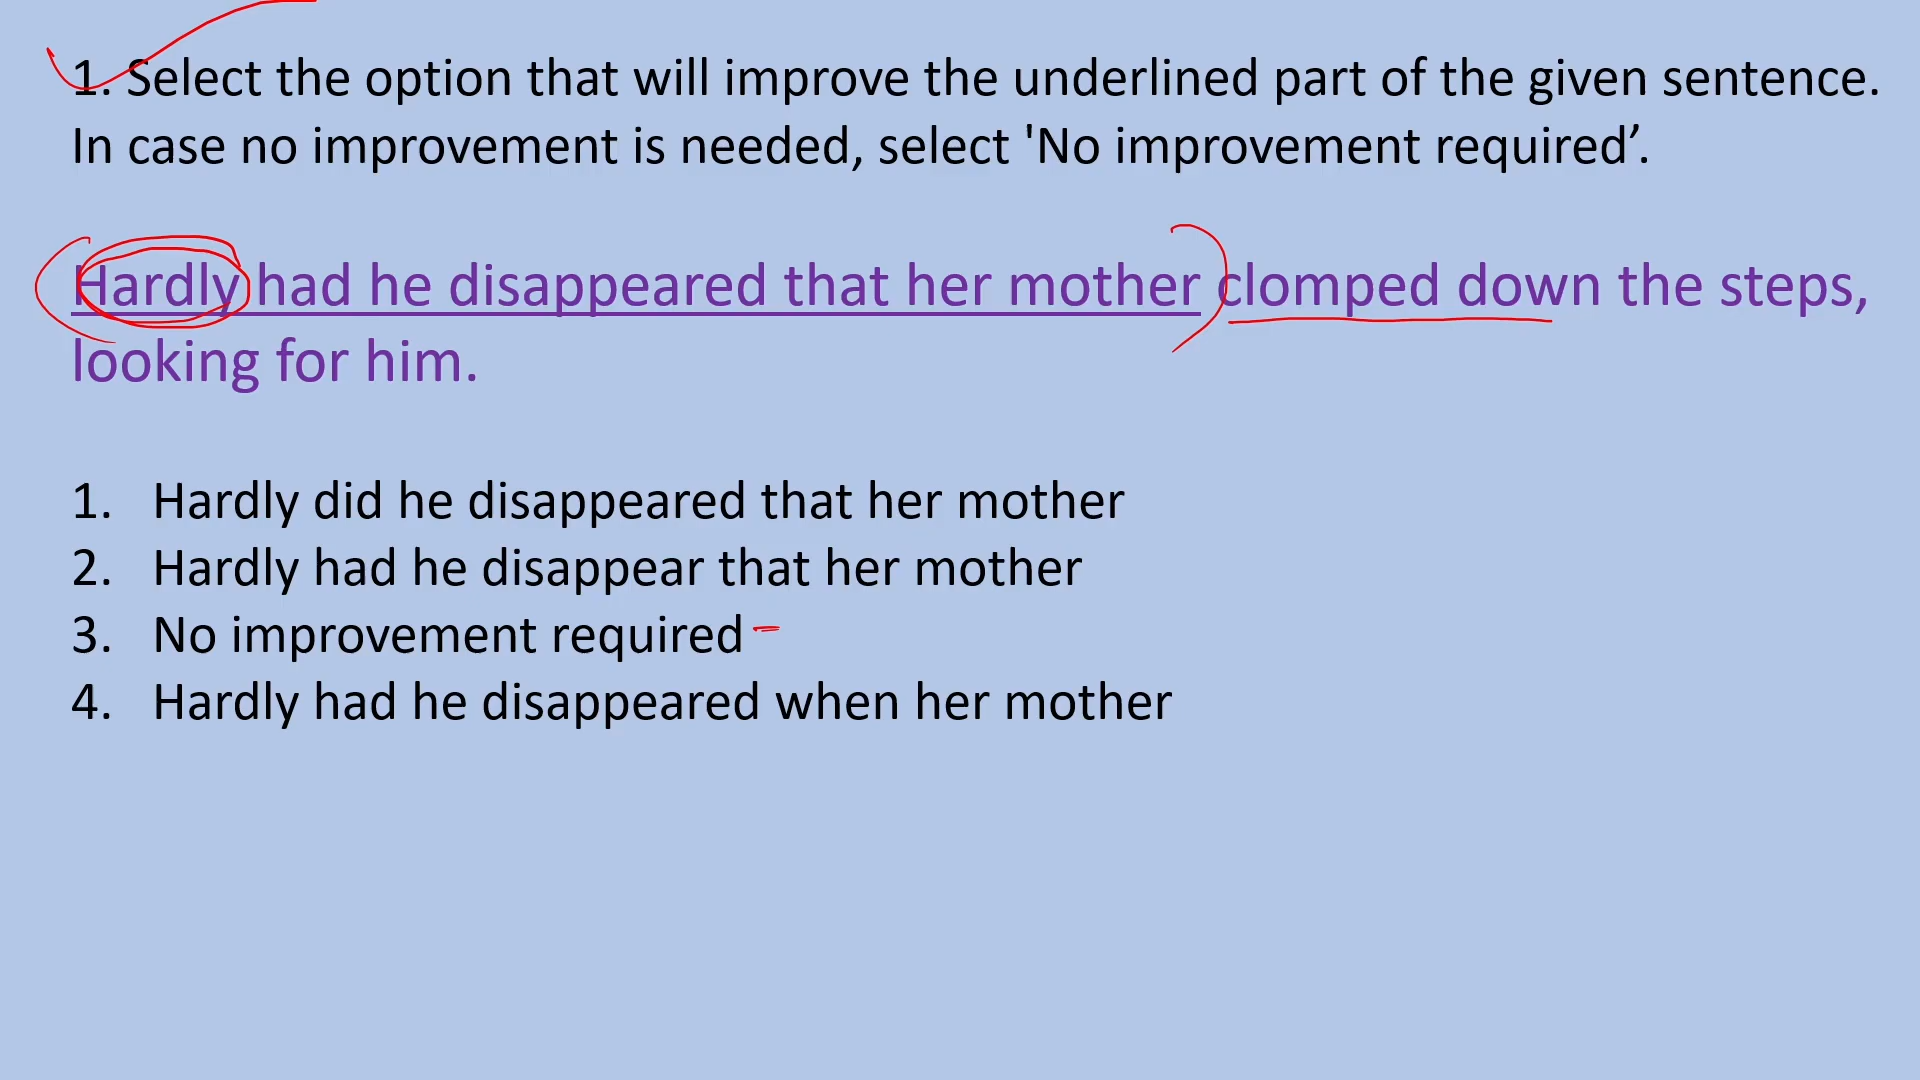 1. Select the option that will improve the underlined part of the given sentence.
In case no improvement is needed, select 'No improvement required’.
Hardly had he disappeared that her mother clomped down the steps,
looking for him.
1. Hardly did he disappeared that her mother
2. Hardly had he disappear that her mother
3. No improvement required
4. Hardly had he disappeared when her mother